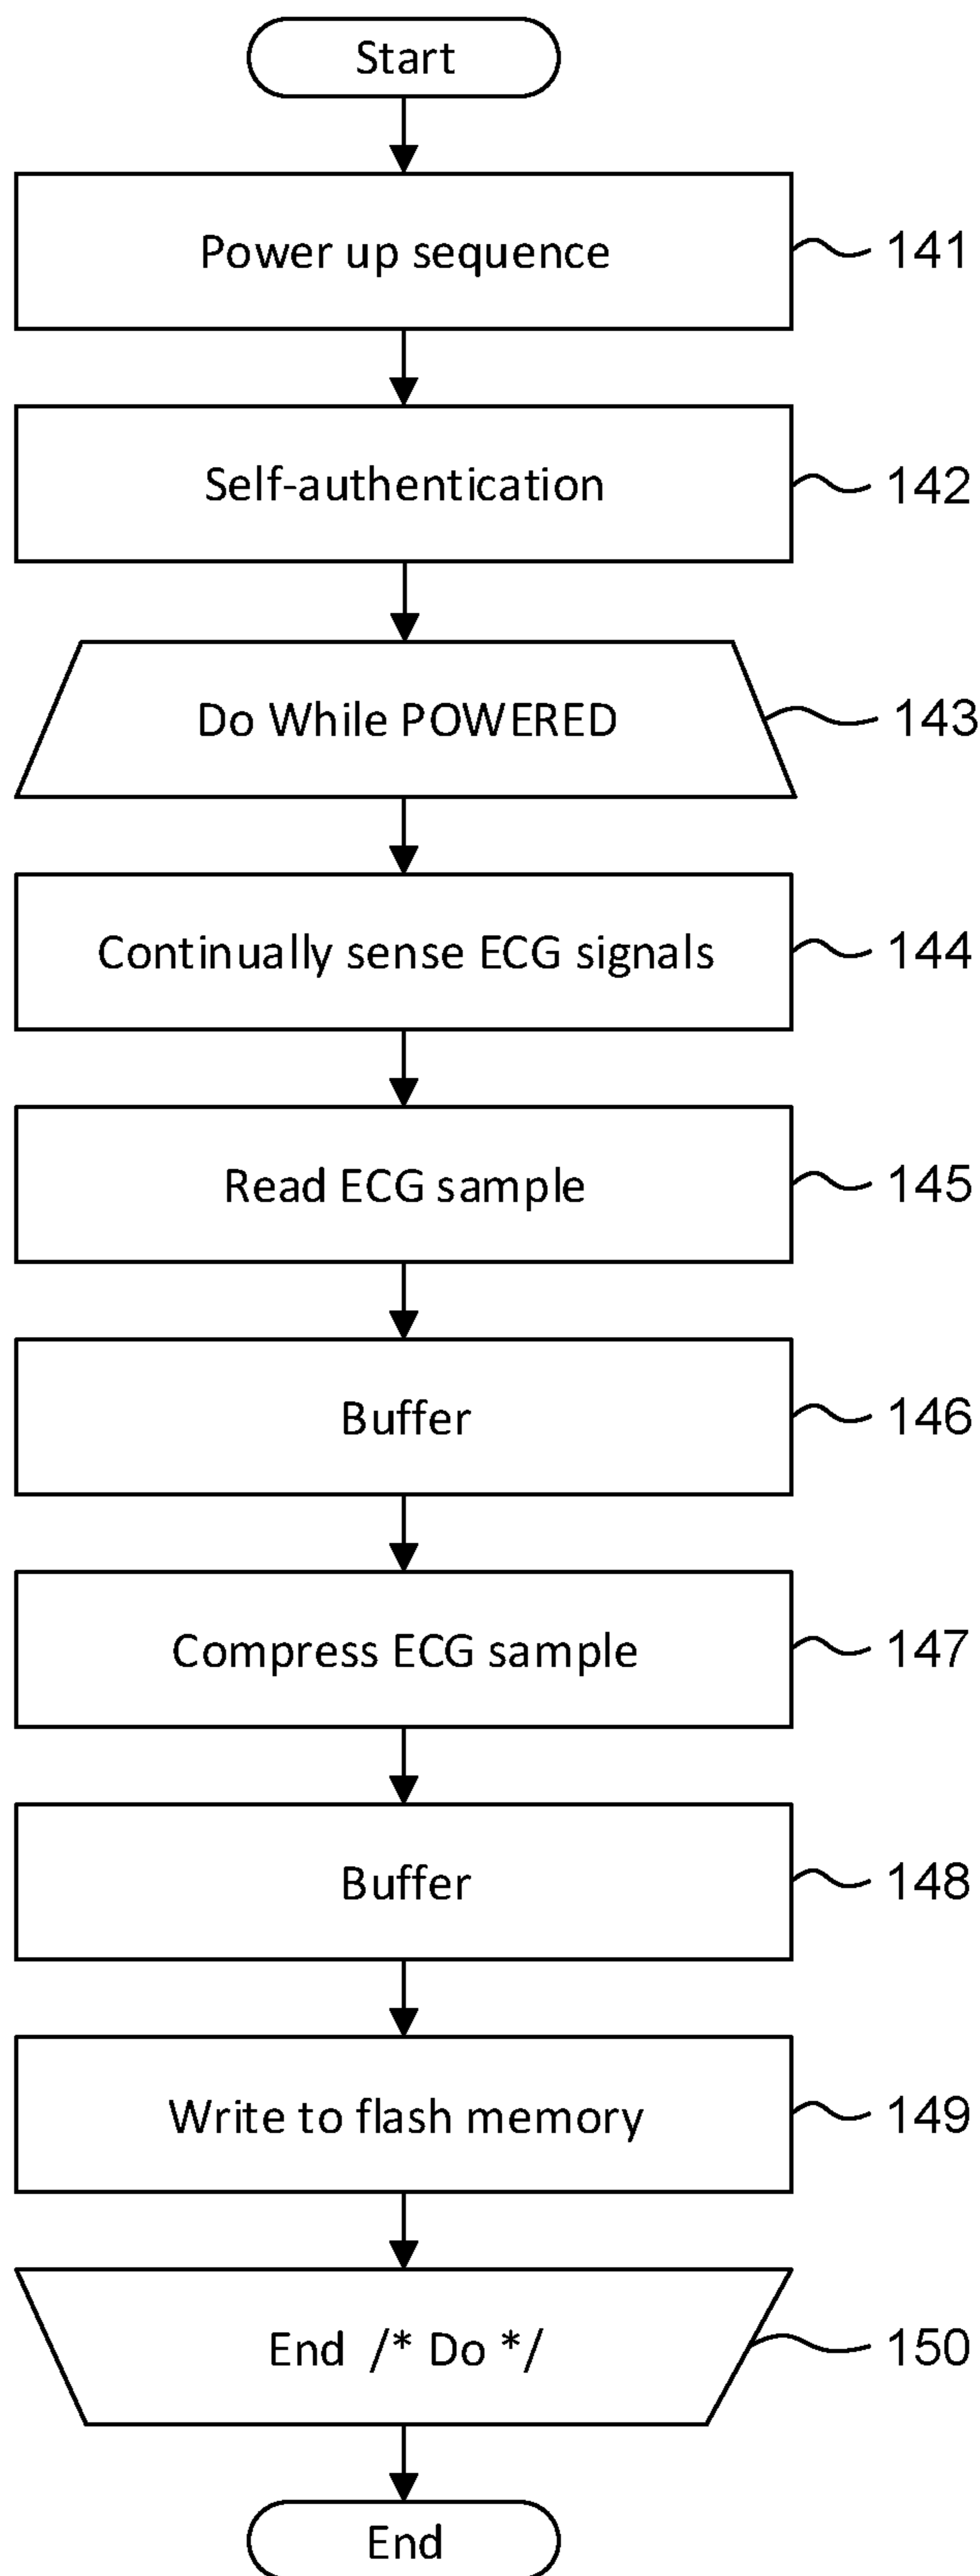 Start
Power up sequence 141
Self-authentication 142
Do While POWERED 143
Continually sense ECG signals 144
Read ECG sample 145
Buffer 146
Compress ECG sample 147
Buffer 148
Write to flash memory 149
End /* Do */ 150
End